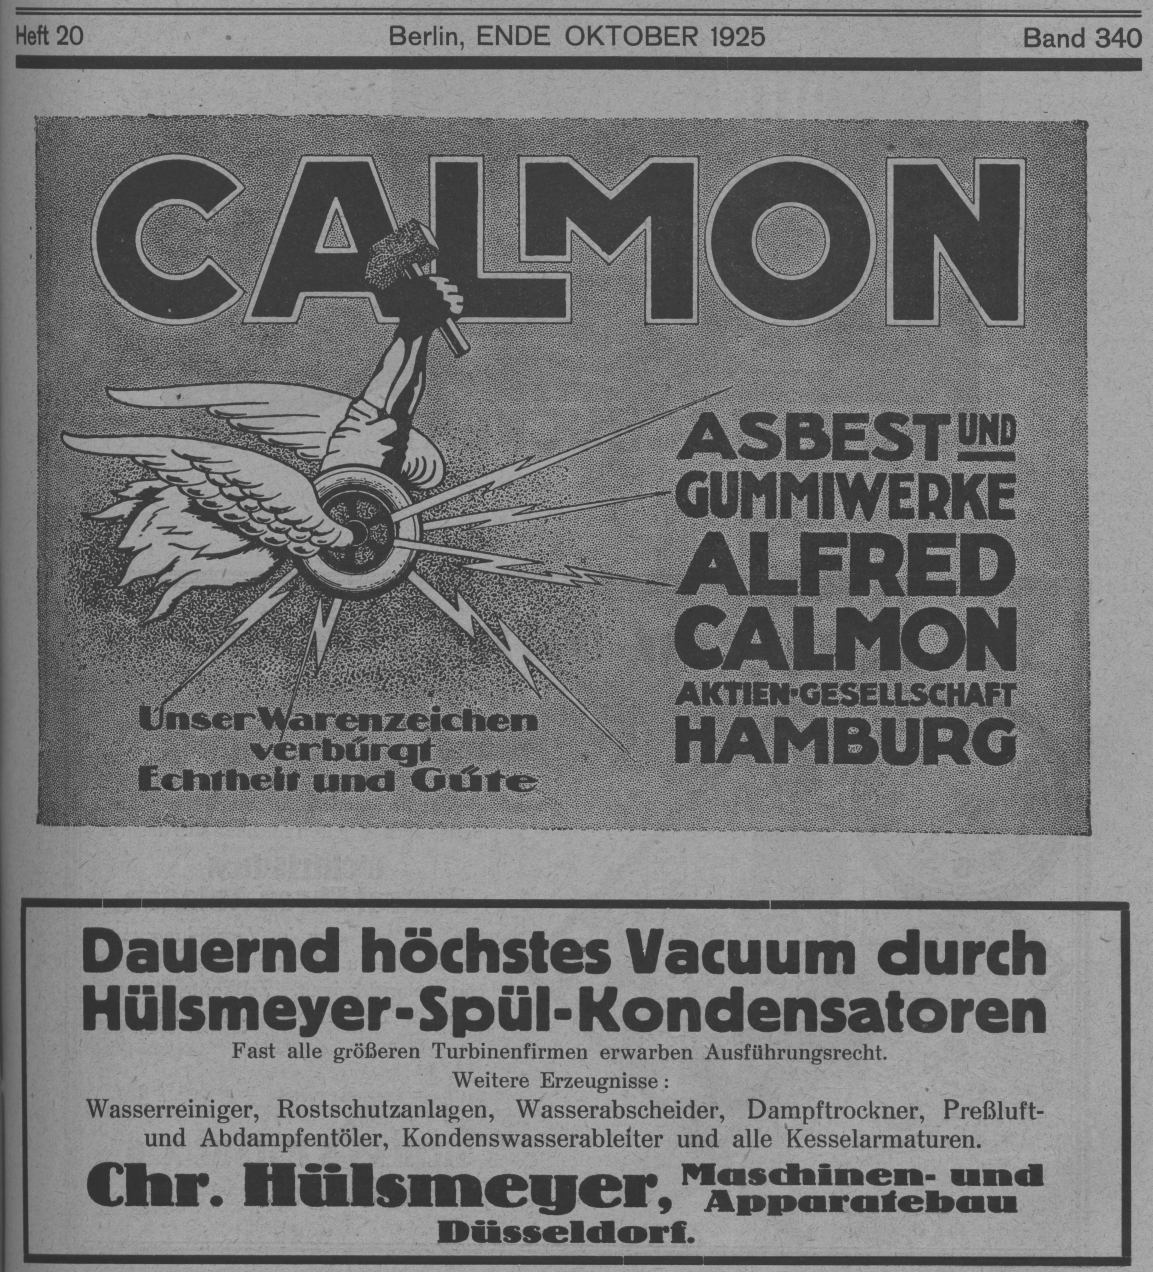 Heft 20 Berlin, ENDE OKTOBER 1925 Band 340
CALMON
ASBEST UND
GUMMIWERKE
ALFRED
CALMON
AKTIEN-GESELLSCHAFT
HAMBURG
Unser Warenzeichen
verbürgt
Echtheit und Güte
Dauernd höchstes Vacuum durch
Hülsmeyer-Spül-Kondensatoren
Fast alle größeren Turbinenfirmen erwarben Ausführungsrecht.
Weitere Erzeugnisse:
Wasserreiniger, Rostschutzanlagen, Wasserabscheider, Dampftrockner, Preßluft-
und Abdampfentöler, Kondenswasserableiter und alle Kesselarmaturen.
Chr. Hülsmeyer, Maschinen- und
Apparatebau
Düsseldorf.